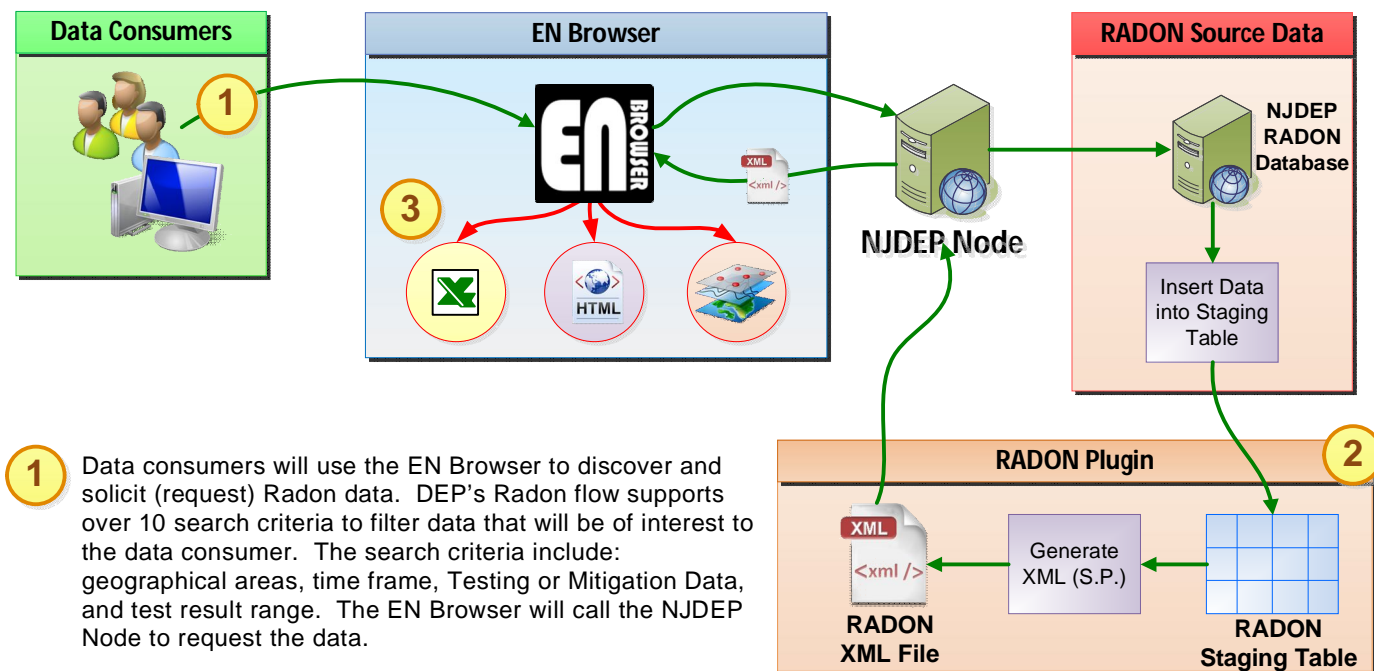 Data Consumers
1
EN Browser
EN
BROWSER
XML
<xml />
3
HTML
NJDEP Node
RADON Source Data
NJDEP
RADON
Database
Insert Data
into Staging
Table
1
Data consumers will use the EN Browser to discover and
solicit (request) Radon data.  DEP's Radon flow supports
over 10 search criteria to filter data that will be of interest to
the data consumer.  The search criteria include:
geographical areas, time frame, Testing or Mitigation Data,
and test result range.  The EN Browser will call the NJDEP
Node to request the data.
RADON Plugin
2
XML
<xml />
RADON
XML File
Generate
XML (S.P.)
RADON
Staging Table